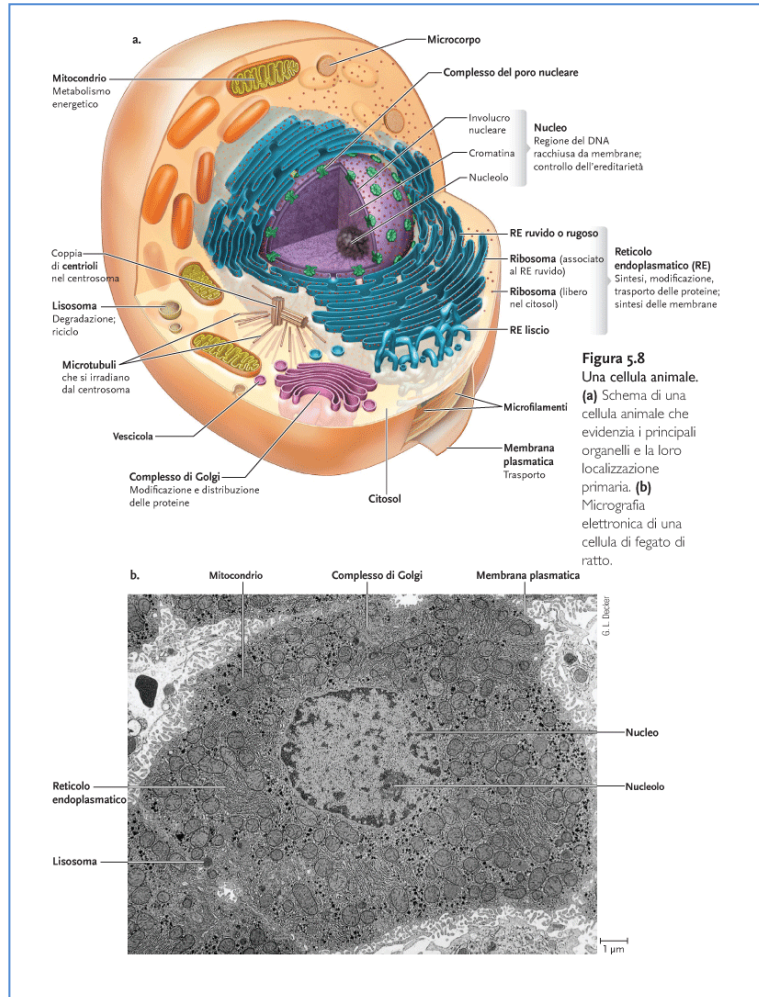 a.
Microcorpo
Mitocondrio
Metabolismo
energetico
Complesso del poro nucleare
Involucro
nucleare
Cromatina
Nucleolo
Nucleo
Regione del DNA
racchiusa da membrane;
controllo dell'ereditarietà
RE ruvido o rugoso
Ribosoma (associato
al RE ruvido)
Ribosoma (libero
nel citosol)
RE liscio
Reticolo
endoplasmatico (RE)
Sintesi, modificazione,
trasporto delle proteine;
sintesi delle membrane
Coppia
di centrioli
nel centrosoma
Lisosoma
Degradazione;
riciclo
Microtubuli
che si irradiano
dal centrosoma
Vescicola
Complesso di Golgi
Modificazione e distribuzione
delle proteine
Citosol
Microfilamenti
Membrana
plasmatica
Trasporto
Figura 5.8
Una cellula animale.
(a) Schema di una
cellula animale che
evidenzia i principali
organelli e la loro
localizzazione
primaria. (b)
Micrografia
elettronica di una
cellula di fegato di
ratto.
b.
Mitocondrio
Complesso di Golgi
Membrana plasmatica
G. L. Decker
Nucleo
Nucleolo
Reticolo
endoplasmatico
Lisosoma
1 μm